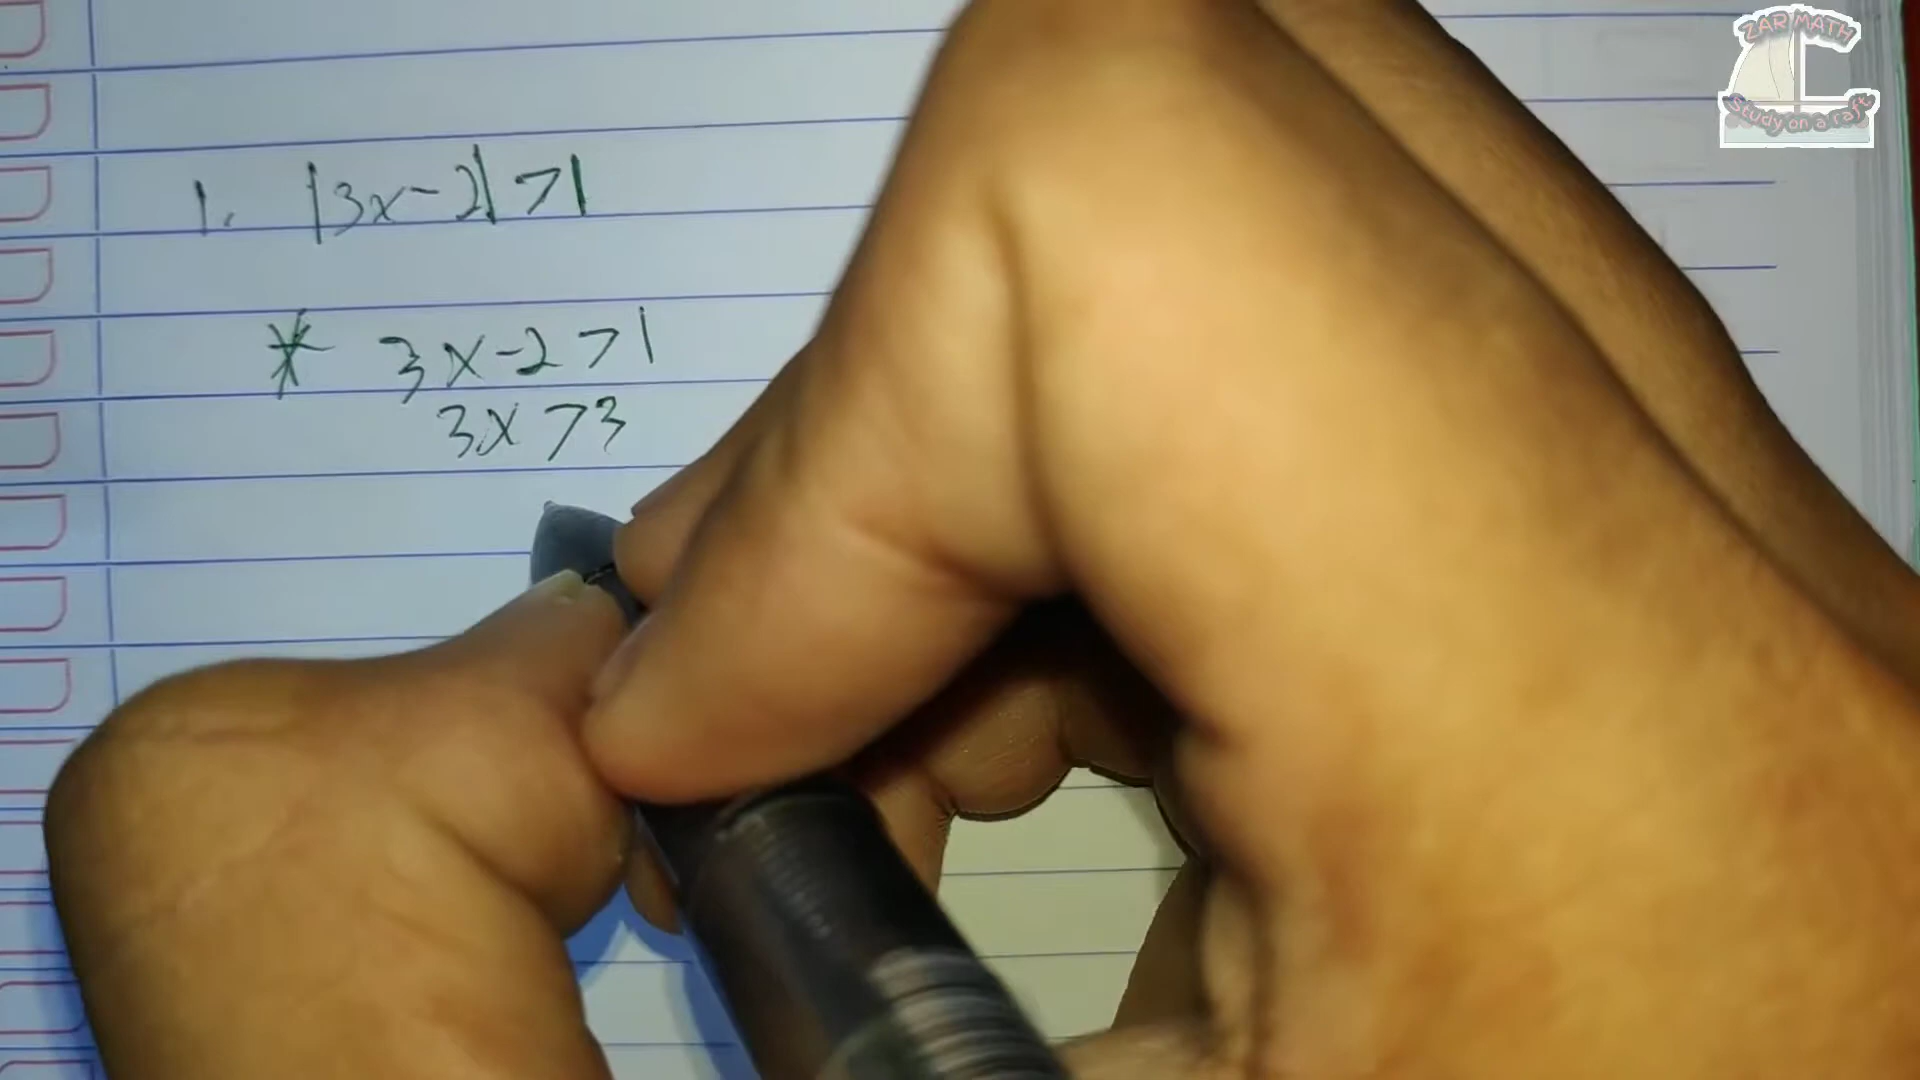 ZAR MATH
Study on a raft
1. |3x-2| >1
* 3x-2 >1
3x >3